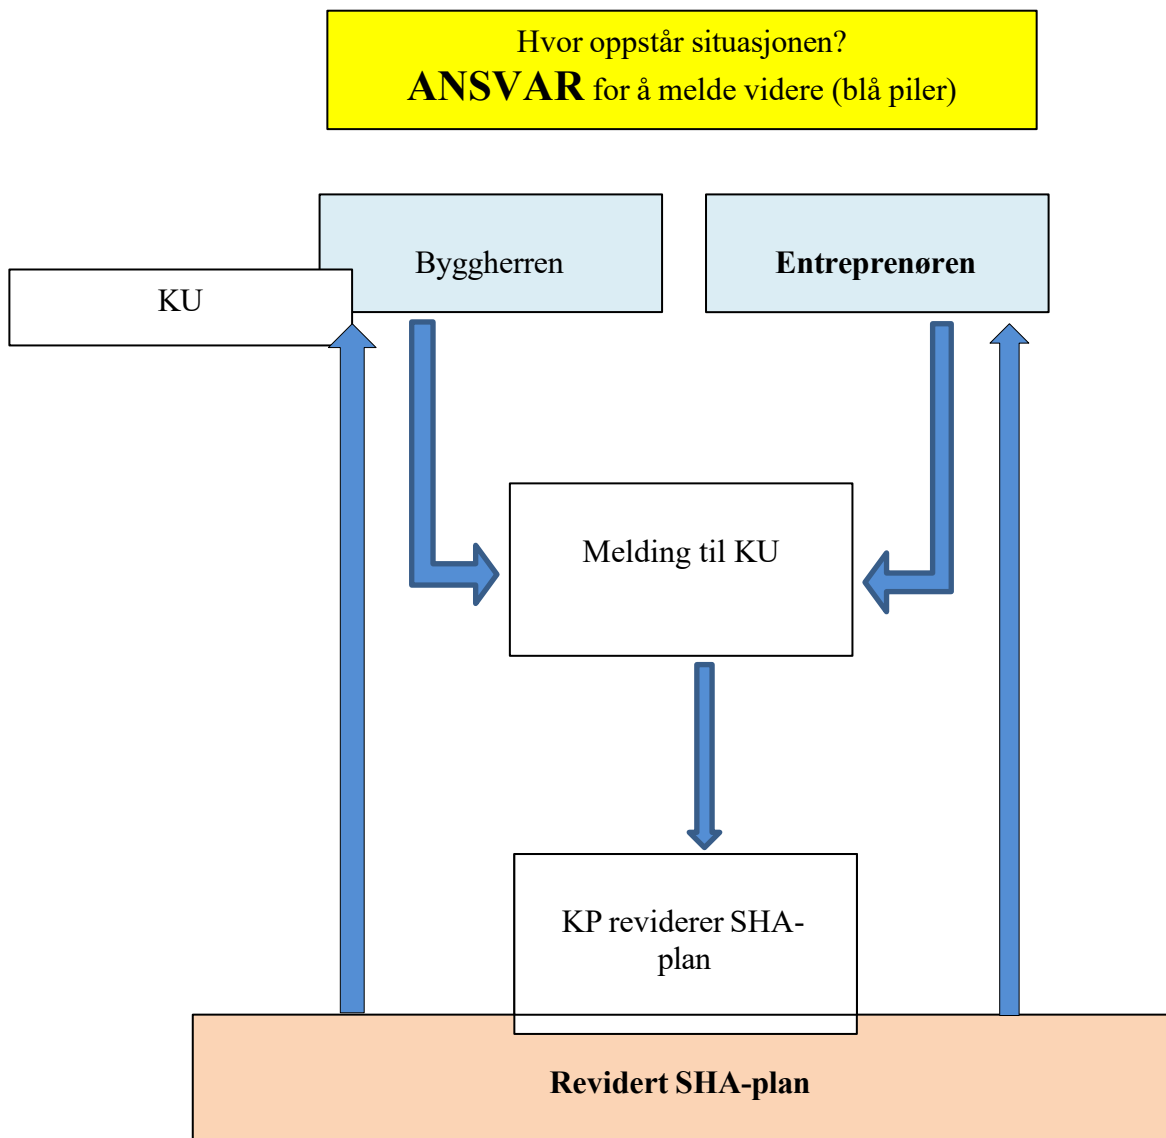 Hvor oppstår situasjonen?
ANSVAR for å melde videre (blå piler)
Byggherren
Entreprenøren
KU
Melding til KU
KP reviderer SHA-
plan
Revidert SHA-plan